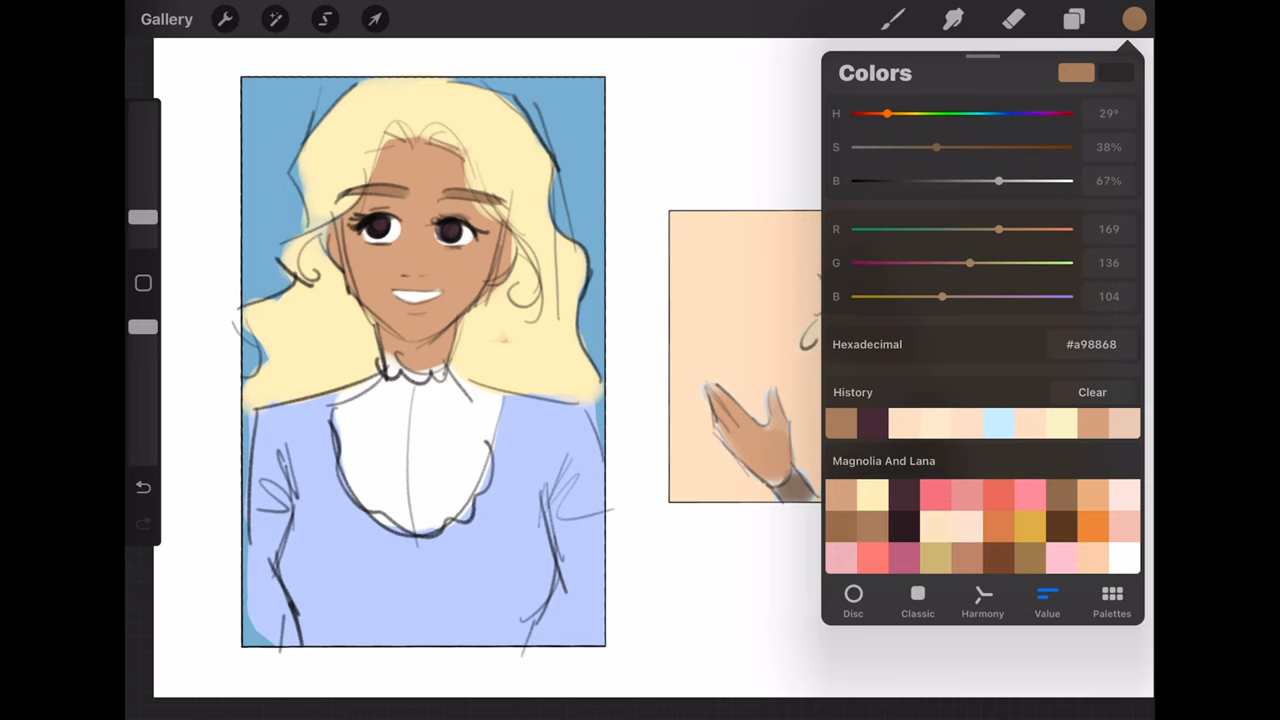 Gallery
Colors
H 29º
S 38%
B 67%
R 169
G 136
B 104
Hexadecimal #a98868
History Clear
Magnolia And Lana
Disc Classic Harmony Value Palettes